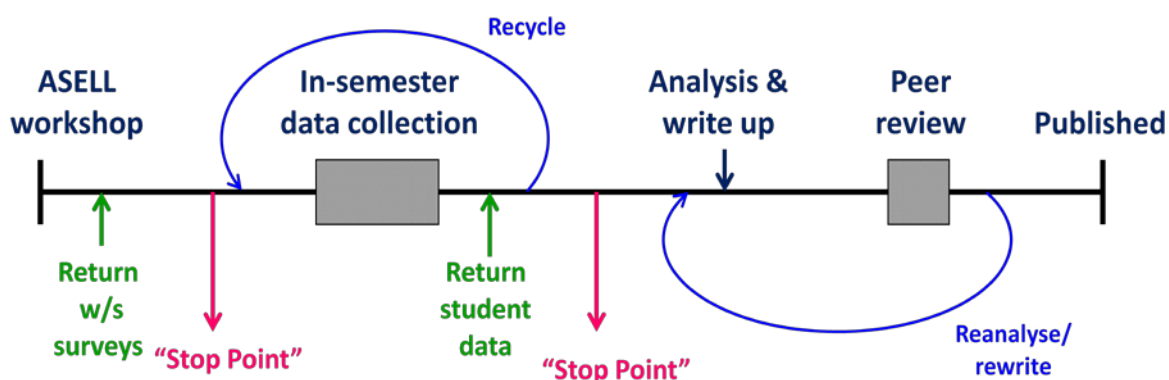 Recycle
ASELL
workshop
In-semester
data collection
Analysis &
write up
Peer
review
Published
Return
w/s
surveys
“Stop Point”
Return
student
data
“Stop Point”
Reanalyse/
rewrite